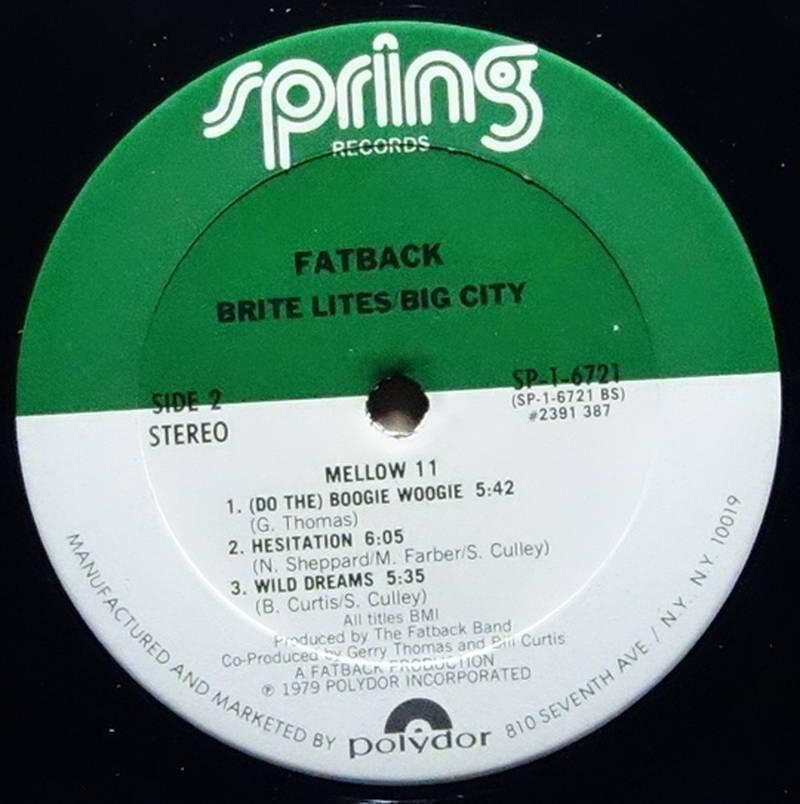 spring
RECORDS
FATBACK
BRITE LITES/BIG CITY
SIDE 2
STEREO
SP-1-6721
(SP-1-6721 BS)
#2391 387
MELLOW 11
1. (DO THE) BOOGIE WOOGIE 5:42
(G. Thomas)
2. HESITATION 6:05
(N. Sheppard/M. Farber/S. Culley)
3. WILD DREAMS 5:35
(B. Curtis/S. Culley)
All titles BMI
Produced by The Fatback Band
Co-Produced by Gerry Thomas and Bill Curtis
A FATBACK PRODUCTION
℗ 1979 POLYDOR INCORPORATED
MANUFACTURED AND MARKETED BY polydor 810 SEVENTH AVE / N.Y., N.Y. 10019